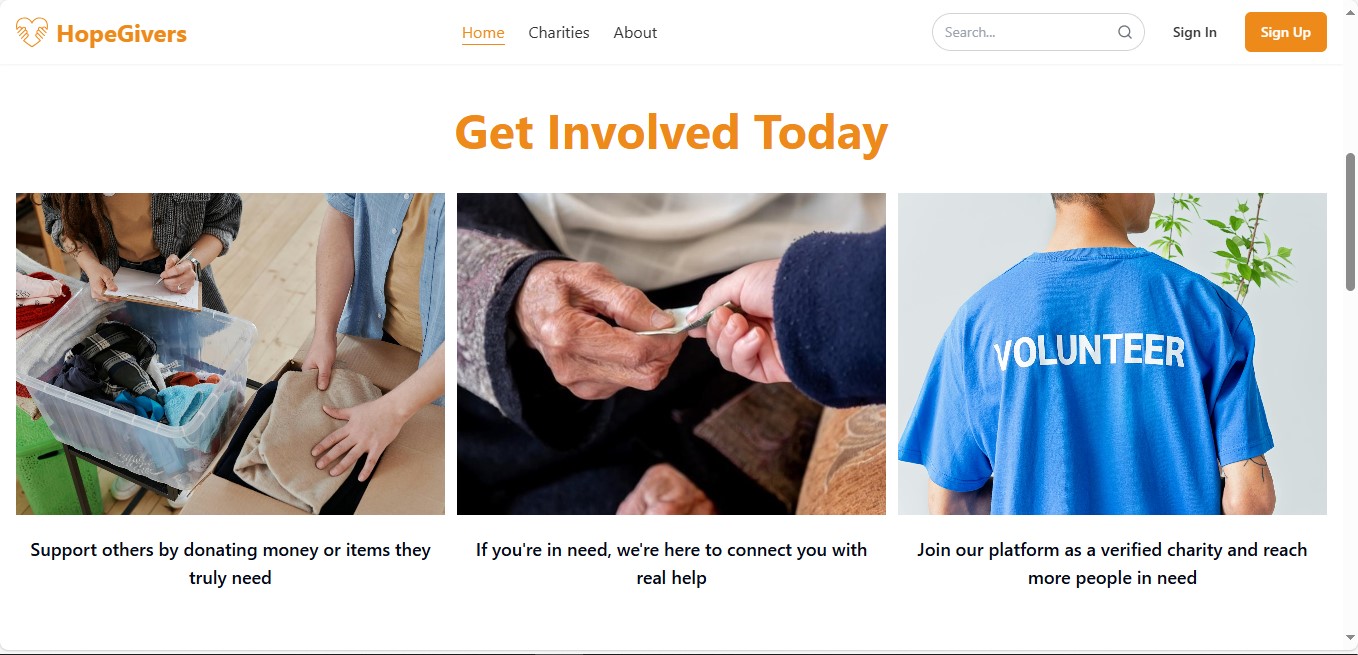 HopeGivers
Home
Charities
About
Search...
Sign In
Sign Up
Get Involved Today
VOLUNTEER
Support others by donating money or items they
truly need
If you're in need, we're here to connect you with
real help
Join our platform as a verified charity and reach
more people in need